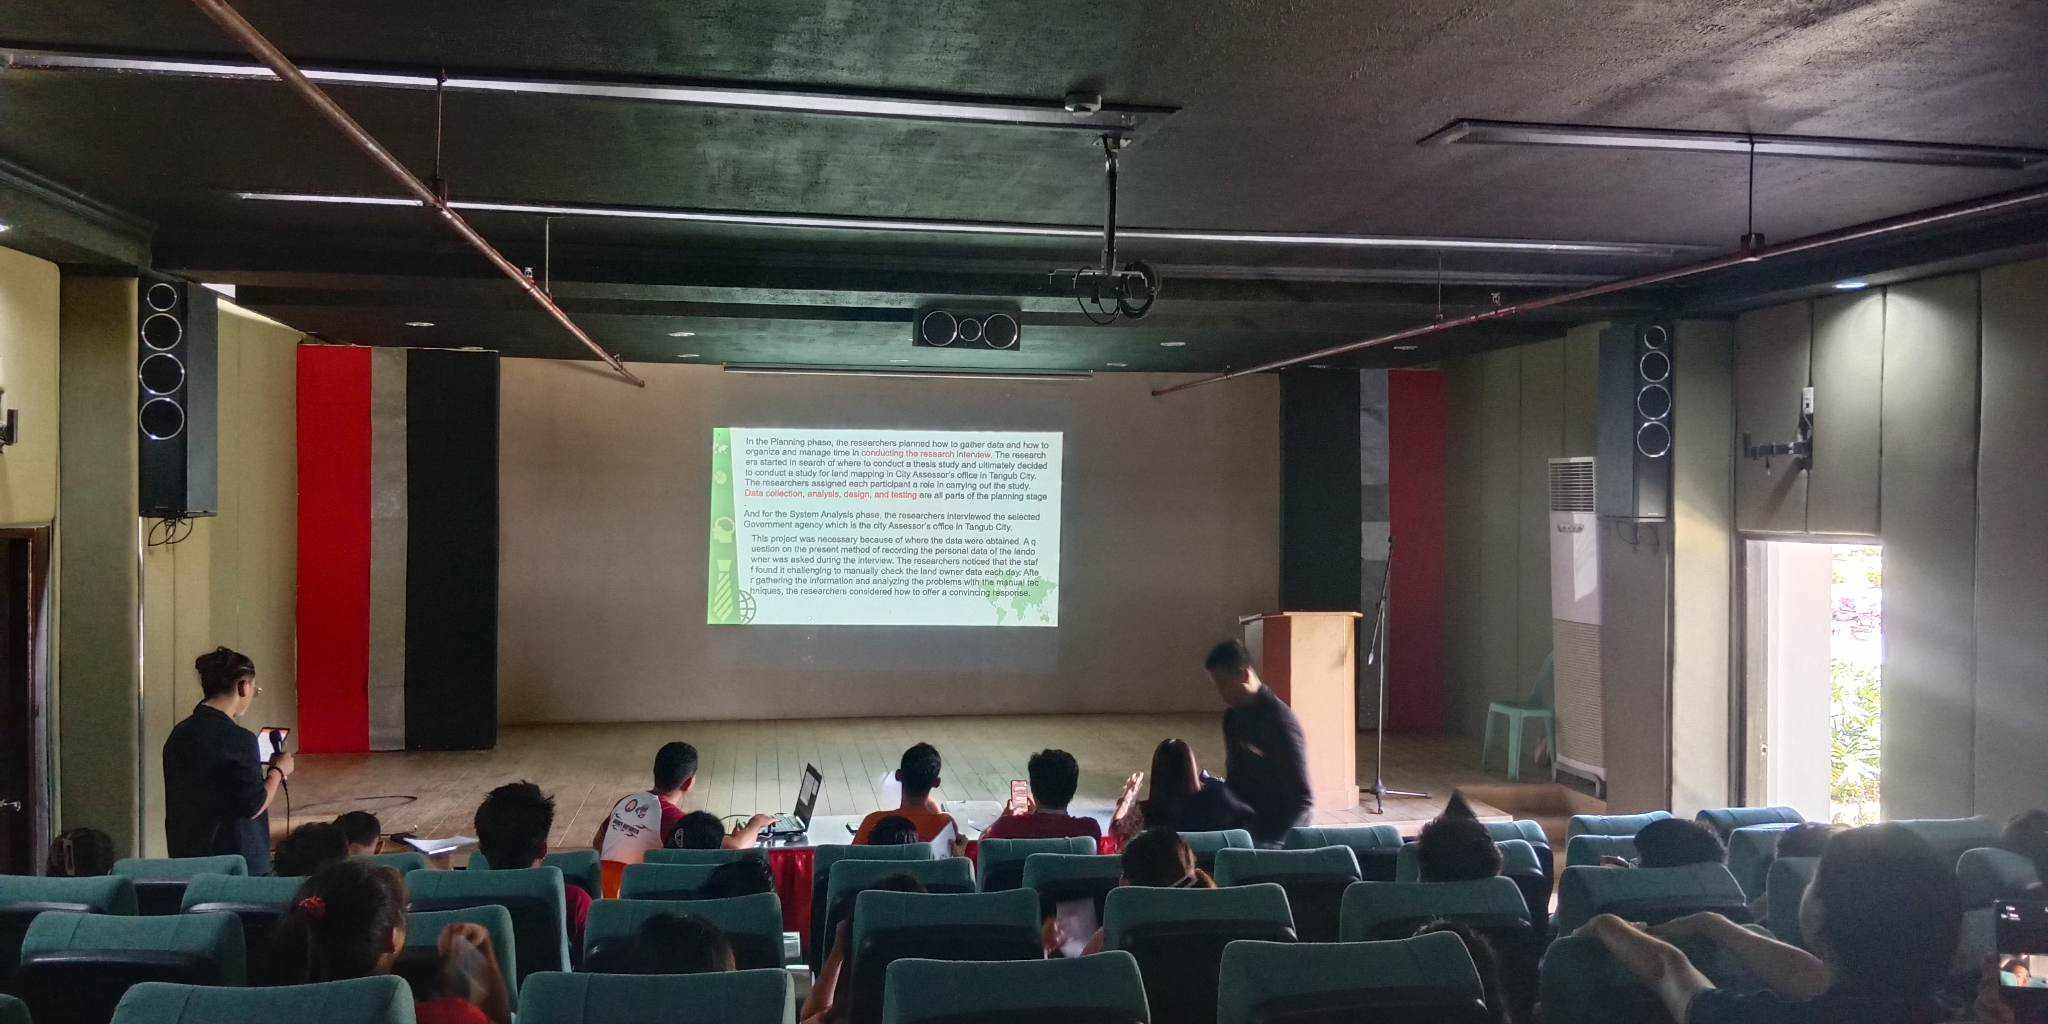 In the Planning phase, the researchers planned how to gather data and how to
organize and manage time in conducting the research interview. The research
ers started in search of where to conduct a thesis study and ultimately decided
to conduct a study for land mapping in City Assessor's office in Tangub City.
The researchers assigned each participant a role in carrying out the study.
Data collection, analysis, design, and testing are all parts of the planning stage
.
And for the System Analysis phase, the researchers interviewed the selected
Government agency which is the city Assessor's office in Tangub City.
This project was necessary because of where the data were obtained. A q
uestion on the present method of recording the personal data of the lando
wner was asked during the interview. The researchers noticed that the staf
f found it challenging to manually check the land owner data each day. Afte
r gathering the information and analyzing the problems with the manual tec
hniques, the researchers considered how to offer a convincing response.